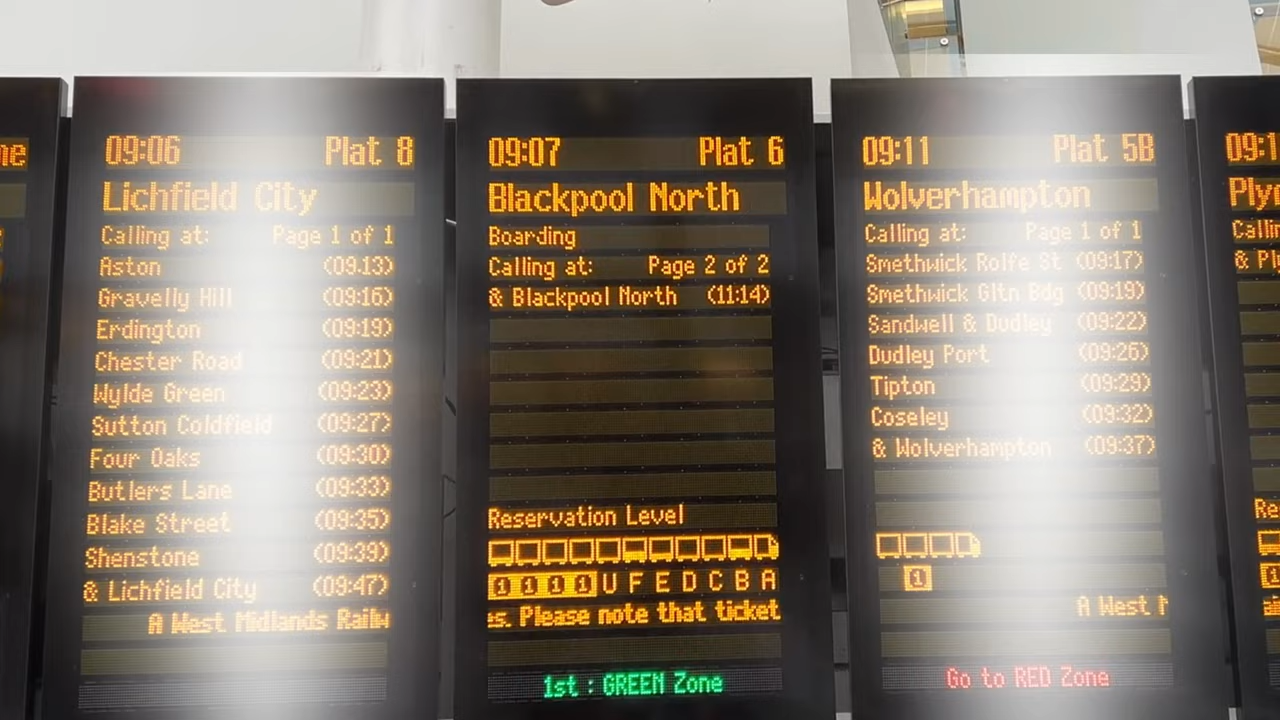 09:06 Plat 8
Lichfield City
Calling at: Page 1 of 1
Aston (09.13)
Gravelly Hill (09:16)
Erdington (09:19)
Chester Road (09:21)
Wylde Green (09:23)
Sutton Coldfield (09:27)
Four Oaks (09:30)
Butlers Lane (09:33)
Blake Street (09:35)
Shenstone (09:39)
& Lichfield City (09:47)
A West Midlands Railw
09:07 Plat 6
Blackpool North
Boarding
Calling at: Page 2 of 2
& Blackpool North (11:14)
Reservation Level
1 1 1 1 U F E D C B A
es. Please note that ticket
1st : GREEN Zone
09:11 Plat 5B
Wolverhampton
Calling at: Page 1 of 1
Smethwick Rolfe St (09:17)
Smethwick Gltn Bdg (09:19)
Sandwell & Dudley (09:22)
Dudley Port (09:26)
Tipton (09:29)
Coseley (09:32)
& Wolverhampton (09:37)
1
A West M
Go to RED Zone
09:1
Plym
Callin
& Ply
Re